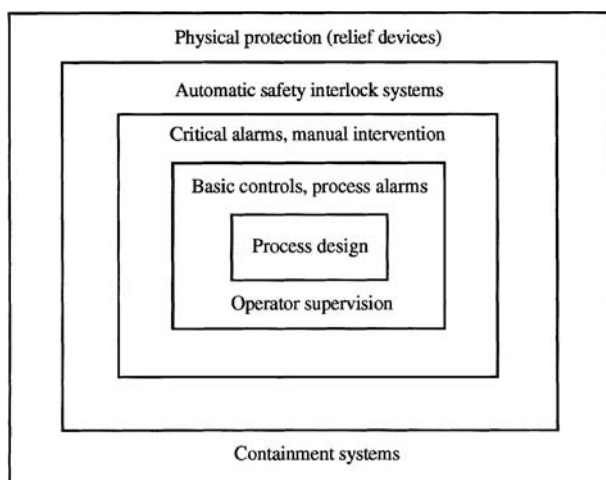 Physical protection (relief devices)
Automatic safety interlock systems
Critical alarms, manual intervention
Basic controls, process alarms
Process design
Operator supervision
Containment systems